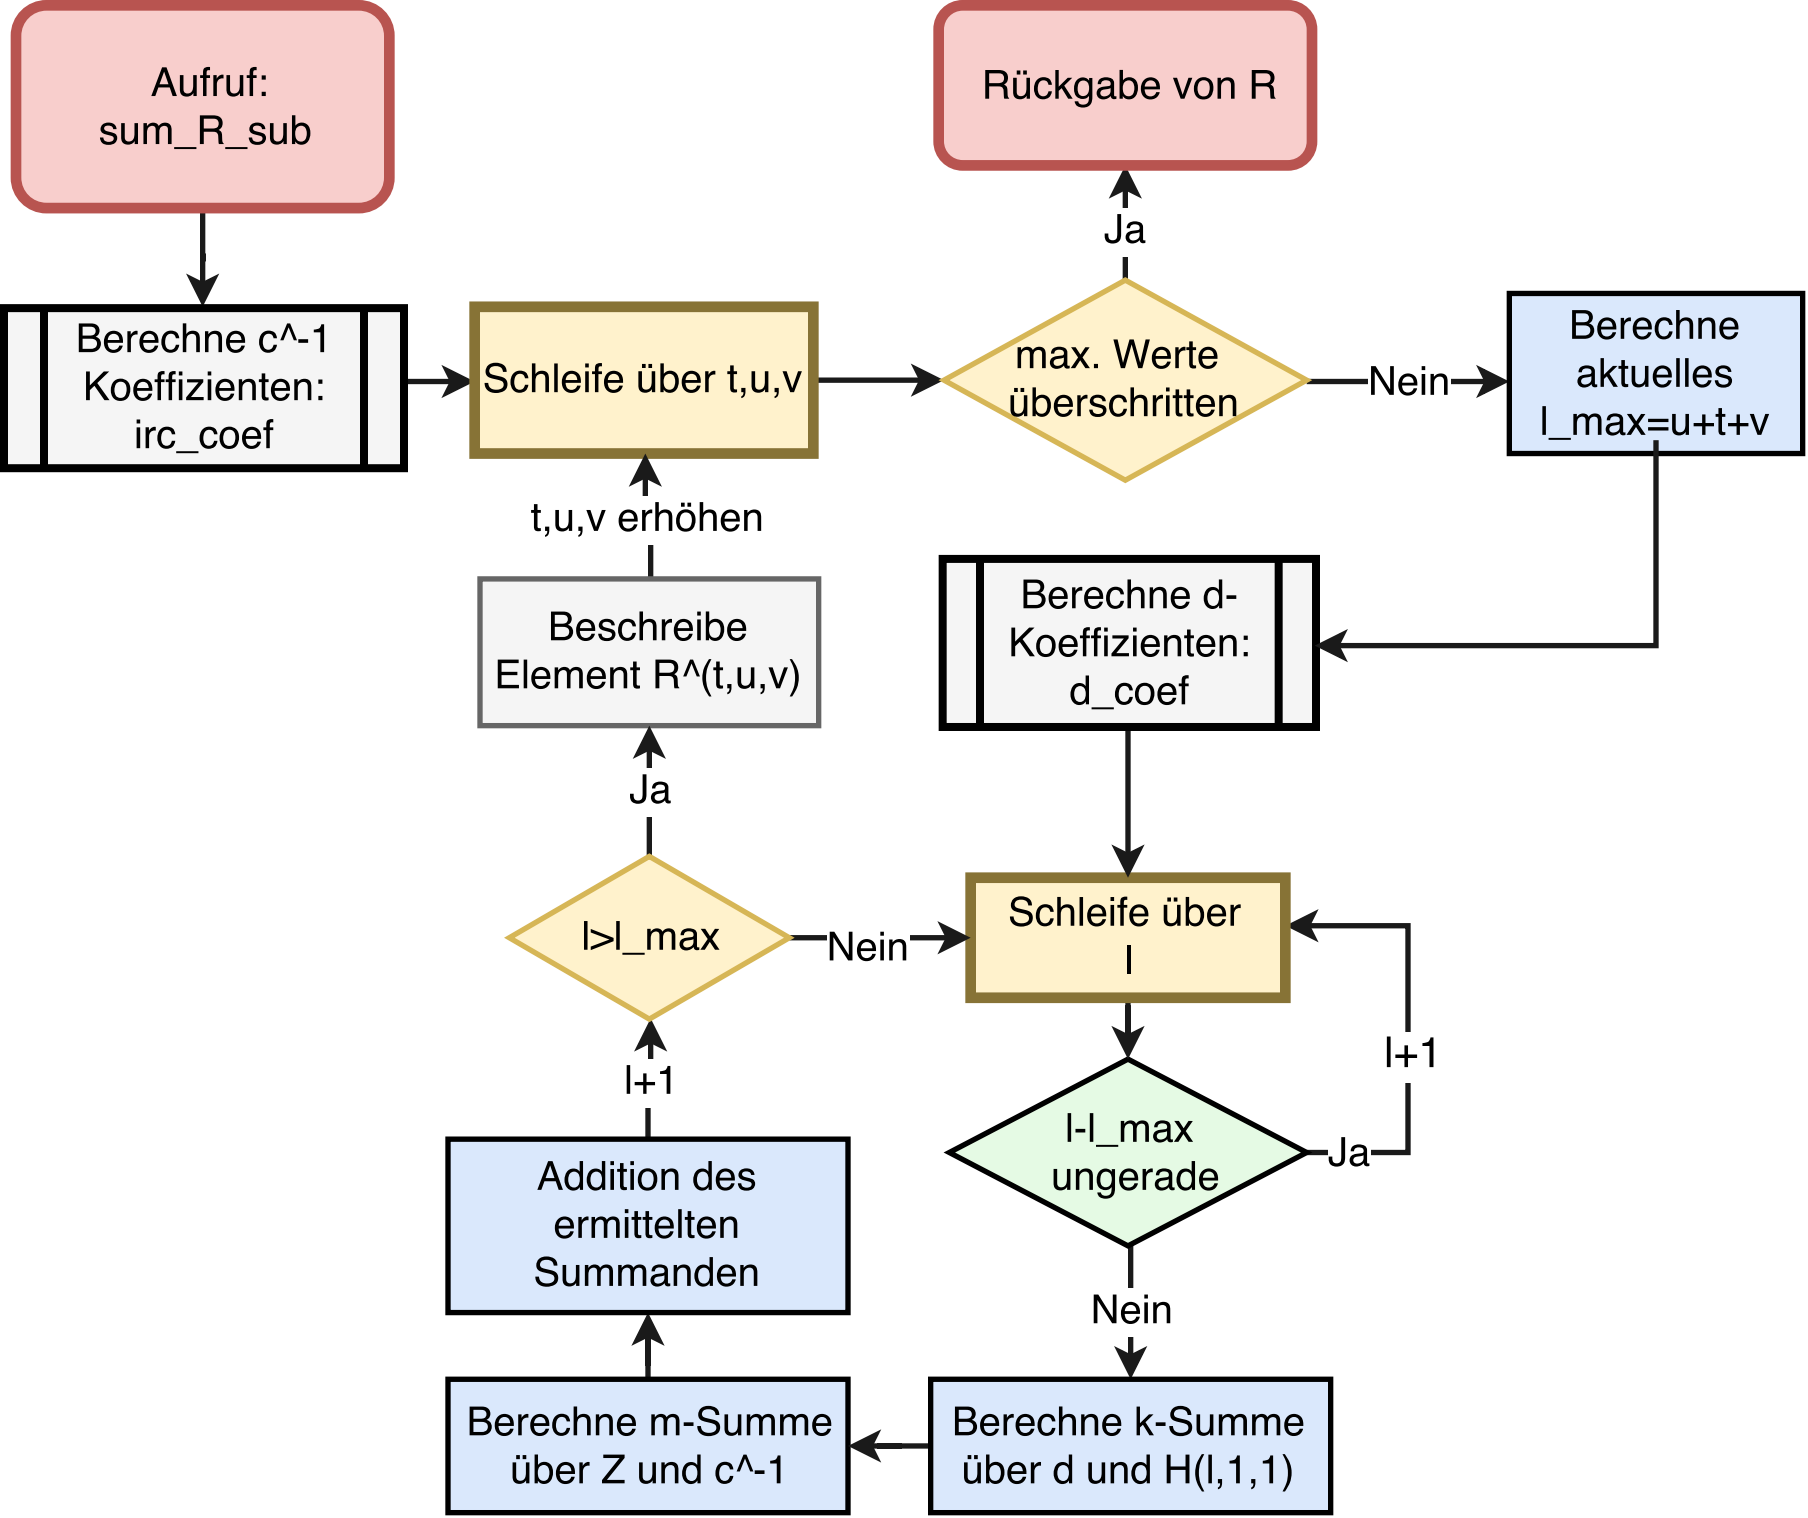 Aufruf:
sum_R_sub
Rückgabe von R
Ja
Berechne c^-1
Koeffizienten:
irc_coef
Schleife über t,u,v
max. Werte
überschritten
Nein
Berechne
aktuelles
l_max=u+t+v
t,u,v erhöhen
Beschreibe
Element R^(t,u,v)
Berechne d-
Koeffizienten:
d_coef
Ja
l>l_max
Nein
Schleife über
l
l+1
l+1
l-l_max
ungerade
Ja
Addition des
ermittelten
Summanden
Nein
Berechne m-Summe
über Z und c^-1
Berechne k-Summe
über d und H(l,1,1)